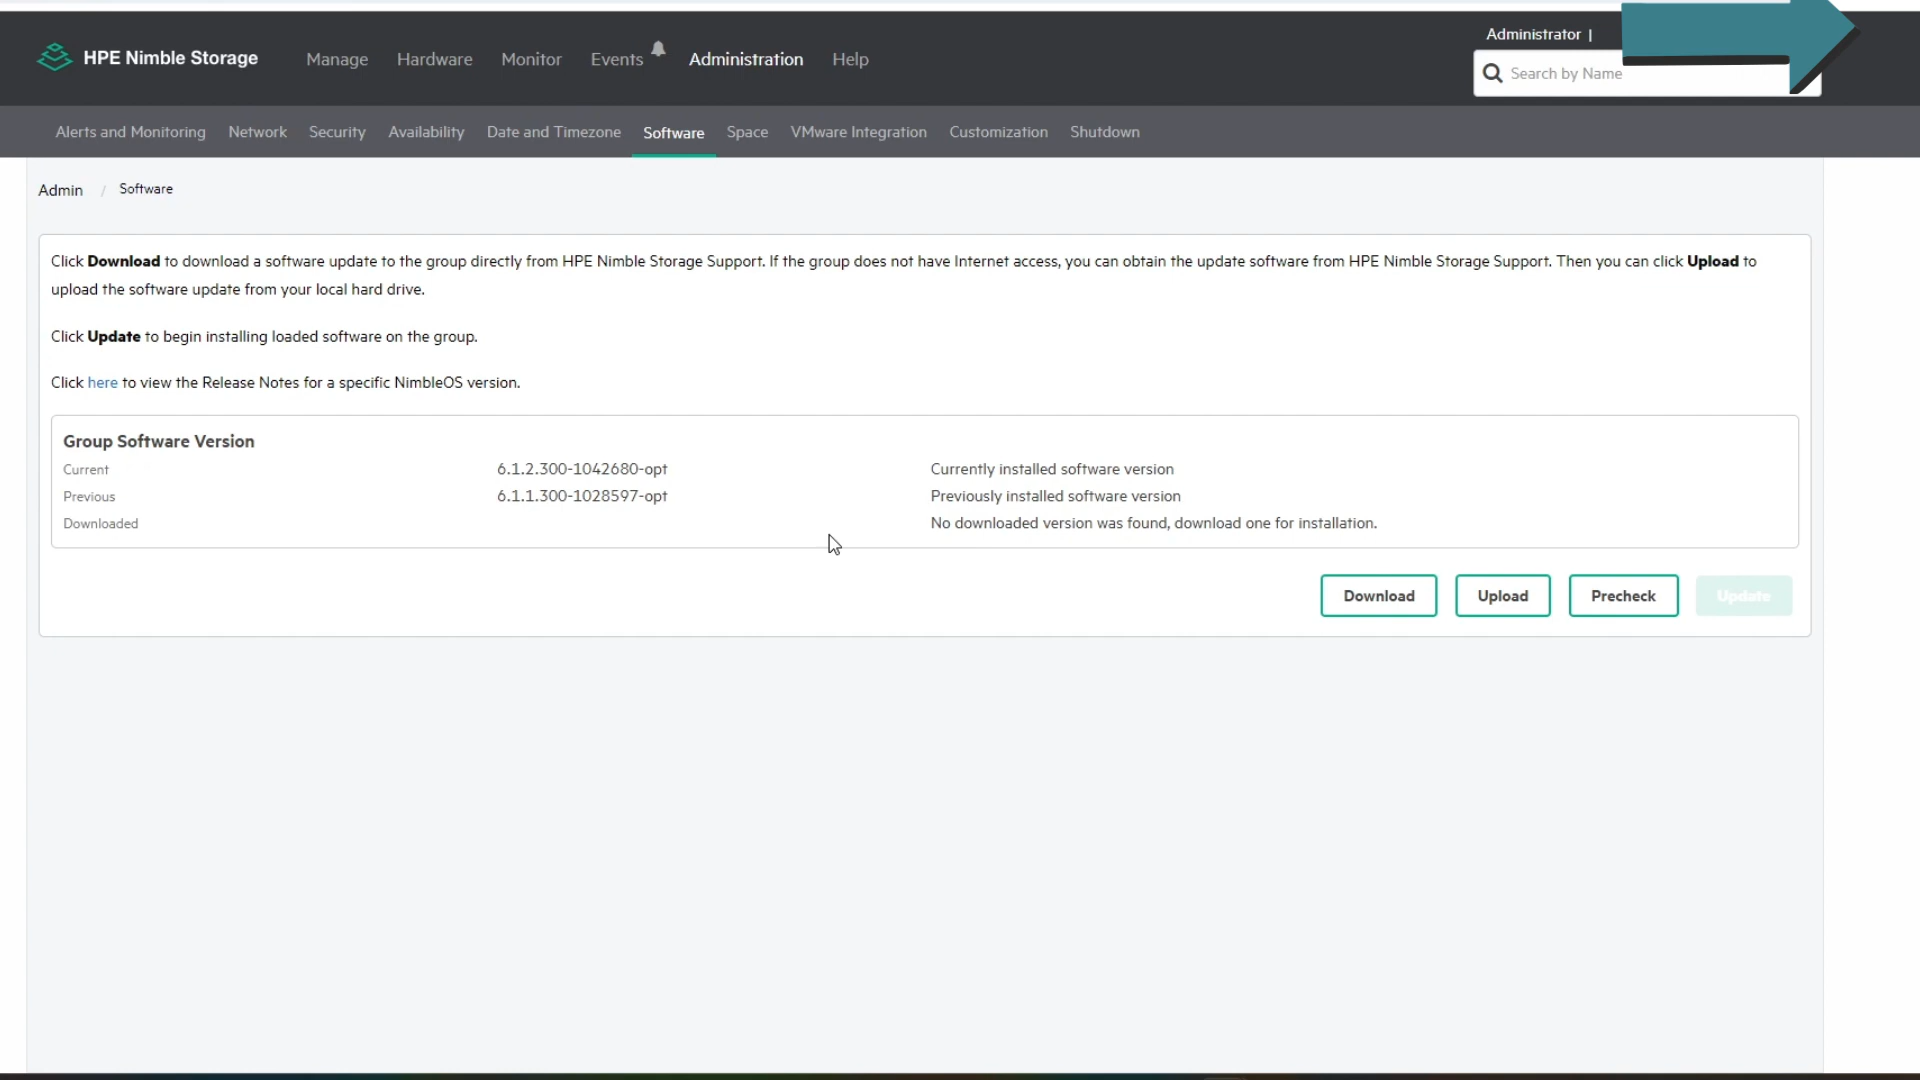 HPE Nimble Storage
Manage Hardware Monitor Events Administration Help
Administrator |
Search by Name
Alerts and Monitoring Network Security Availability Date and Timezone Software Space VMware Integration Customization Shutdown
Admin / Software
Click Download to download a software update to the group directly from HPE Nimble Storage Support. If the group does not have Internet access, you can obtain the update software from HPE Nimble Storage Support. Then you can click Upload to
upload the software update from your local hard drive.
Click Update to begin installing loaded software on the group.
Click here to view the Release Notes for a specific NimbleOS version.
Group Software Version
Current 6.1.2.300-1042680-opt Currently installed software version
Previous 6.1.1.300-1028597-opt Previously installed software version
Downloaded No downloaded version was found, download one for installation.
Download Upload Precheck Update